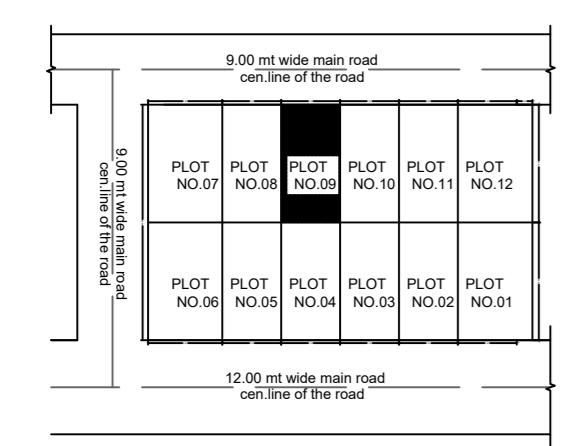 9.00 mt wide main road
cen.line of the road
9.00 mt wide main road
cen.line of the road
PLOT
NO.07
PLOT
NO.08
PLOT
NO.09
PLOT
NO.10
PLOT
NO.11
PLOT
NO.12
PLOT
NO.06
PLOT
NO.05
PLOT
NO.04
PLOT
NO.03
PLOT
NO.02
PLOT
NO.01
12.00 mt wide main road
cen.line of the road